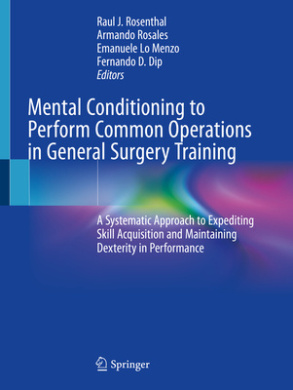 Raul J. Rosenthal
Armando Rosales
Emanuele Lo Menzo
Fernando D. Dip
Editors
Mental Conditioning to
Perform Common Operations
in General Surgery Training
A Systematic Approach to Expediting
Skill Acquisition and Maintaining
Dexterity in Performance
Springer